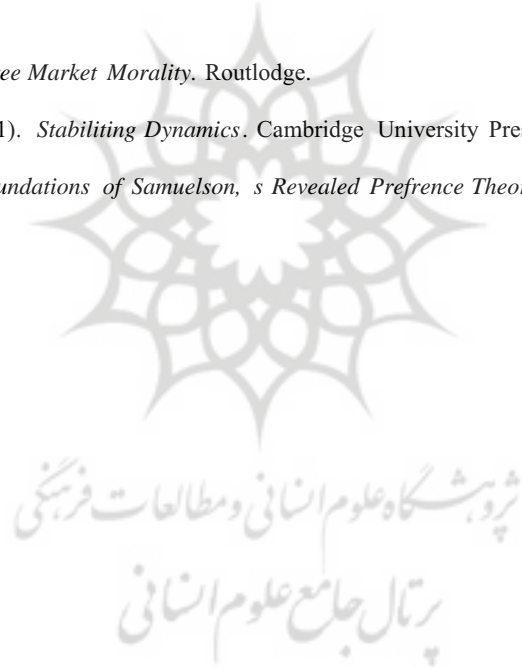 ee Market Morality. Routlodge.
1). Stabiliting Dynamics. Cambridge University Pres
undations of Samuelson, s Revealed Prefrence Theor
پژوهشگاه علوم انسانی و مطالعات فرهنگی
پرتال جامع علوم انسانی